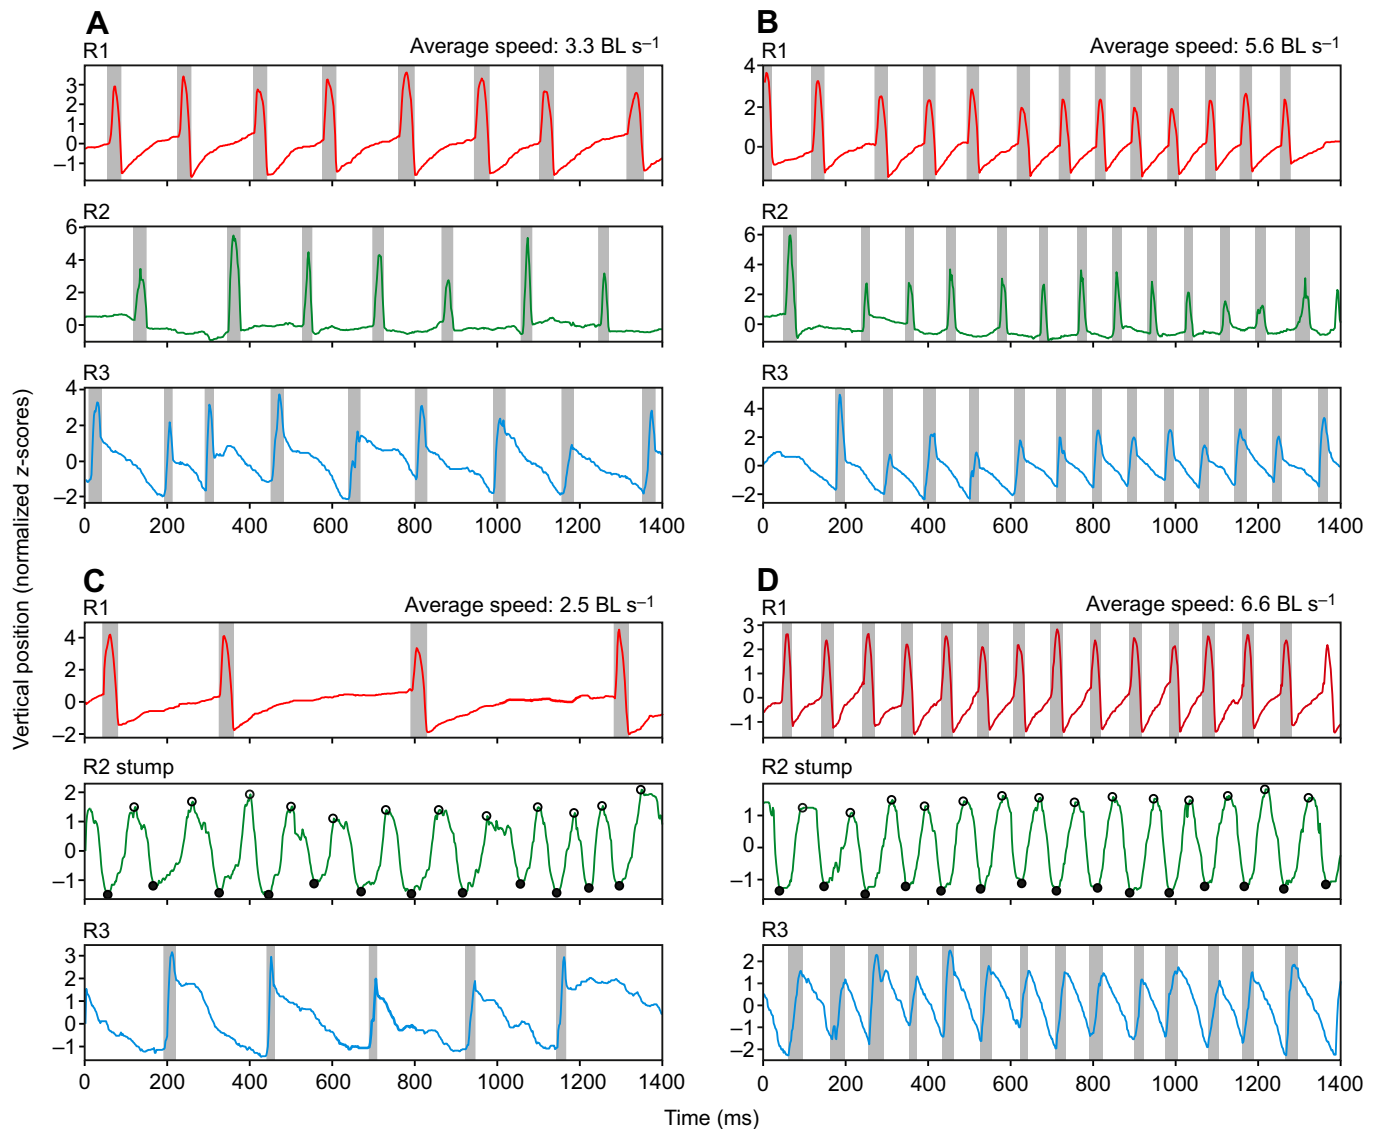 A
R1
Average speed: 3.3 BL s–1
3
2
1
0
–1
R2
6
4
2
0
R3
4
2
0
–2
0 200 400 600 800 1000 1200 1400
B
R1
Average speed: 5.6 BL s–1
4
2
0
R2
6
4
2
0
R3
4
2
0
–2
0 200 400 600 800 1000 1200 1400
Vertical position (normalized z-scores)
C
R1
Average speed: 2.5 BL s–1
4
2
0
–2
R2 stump
2
1
0
–1
R3
3
2
1
0
–1
0 200 400 600 800 1000 1200 1400
D
R1
Average speed: 6.6 BL s–1
3
2
1
0
–1
R2 stump
1
0
–1
R3
2
1
0
–1
–2
0 200 400 600 800 1000 1200 1400
Time (ms)